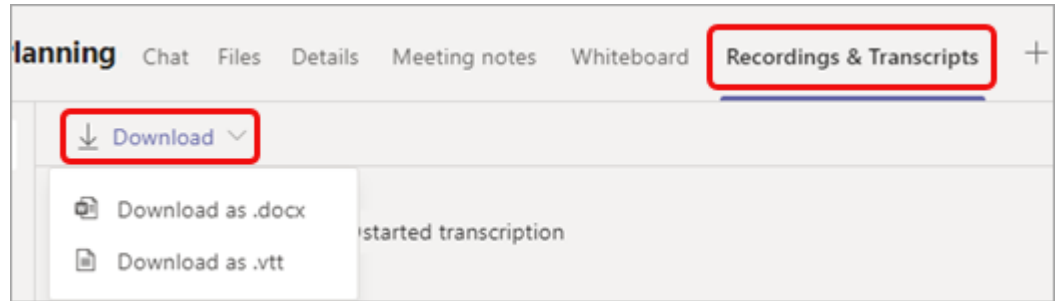 lanning Chat Files Details Meeting notes Whiteboard Recordings & Transcripts +
Download
Download as .docx
started transcription
Download as .vtt